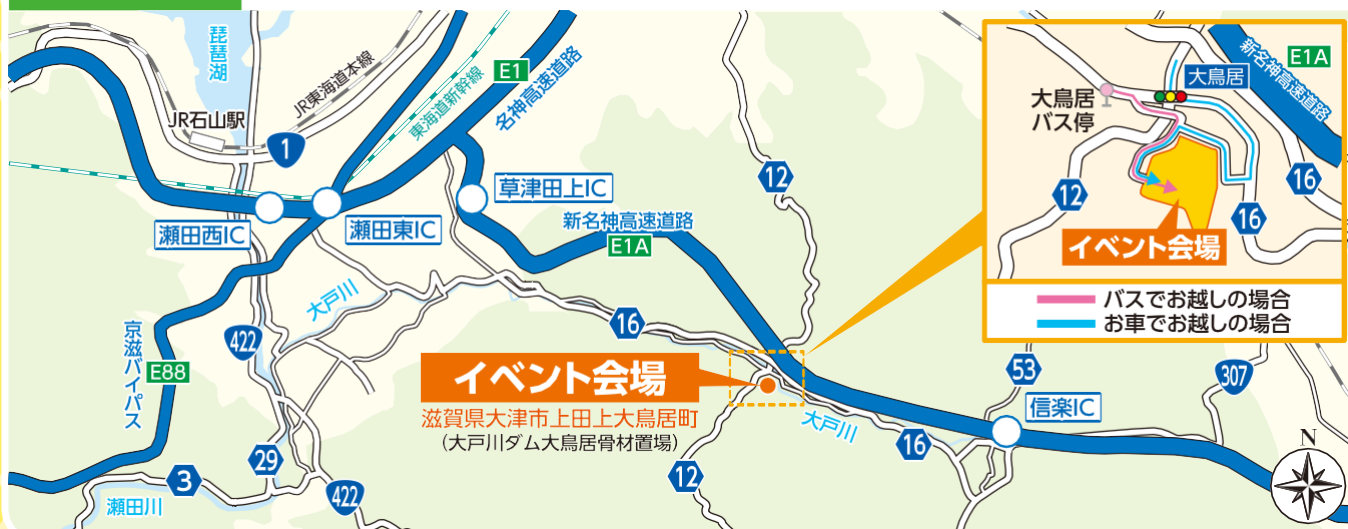 琵琶湖
JR東海道本線
東海道新幹線
E1
名神高速道路
JR石山駅
1
草津田上IC
瀬田西IC
瀬田東IC
新名神高速道路
E1A
12
大戸川
16
422
京滋バイパス
E88
イベント会場
滋賀県大津市上田上大鳥居町
(大戸川ダム大鳥居骨材置場)
大戸川
53
307
信楽IC
16
12
29
3
422
瀬田川
N
新名神高速道路
E1A
大鳥居
大鳥居
バス停
12
16
16
イベント会場
バスでお越しの場合
お車でお越しの場合